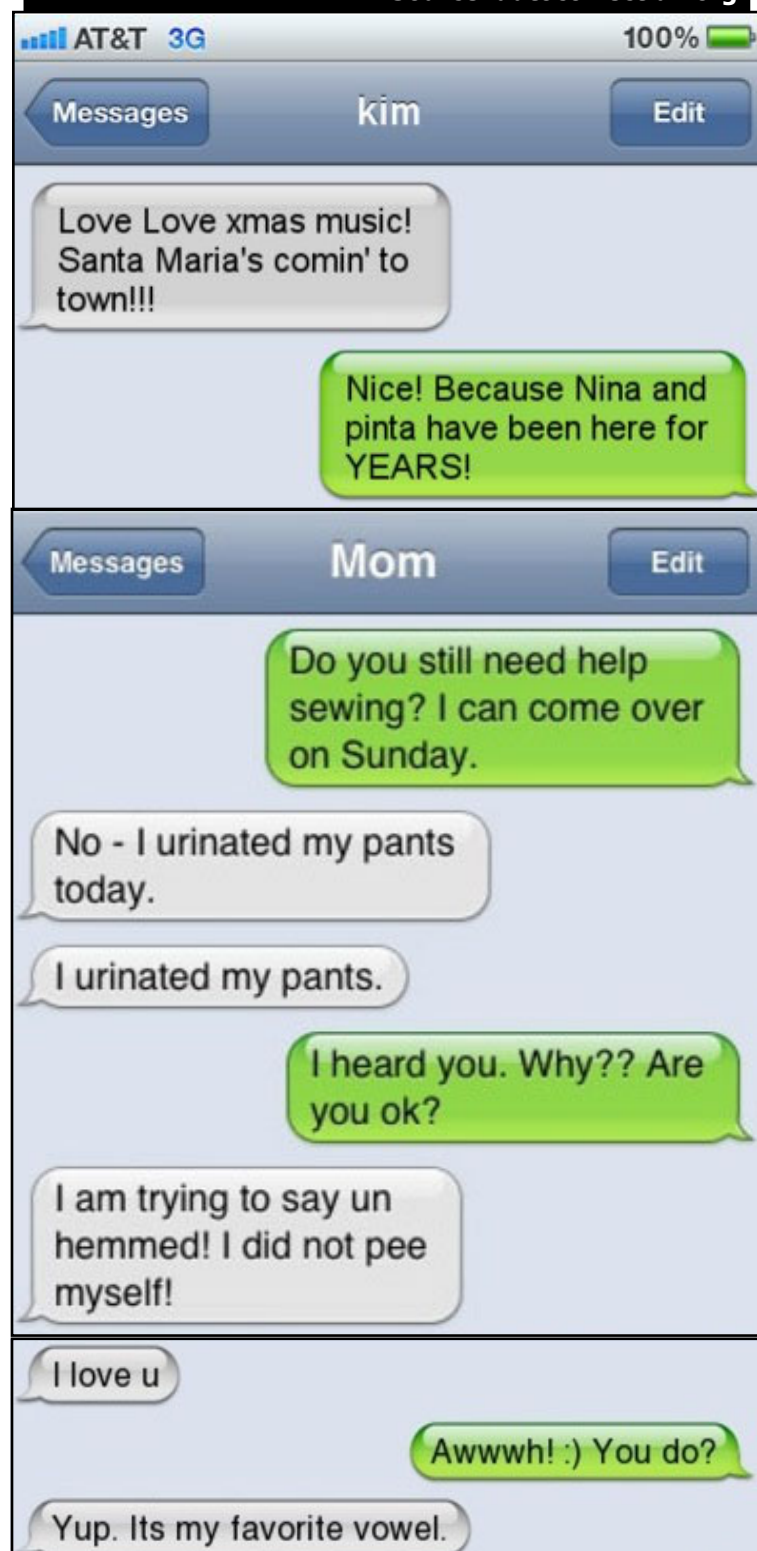 AT&T 3G 100%
Messages kim Edit
Love Love xmas music!
Santa Maria's comin' to
town!!!
Nice! Because Nina and
pinta have been here for
YEARS!
Messages Mom Edit
Do you still need help
sewing? I can come over
on Sunday.
No - I urinated my pants
today.
I urinated my pants.
I heard you. Why?? Are
you ok?
I am trying to say un
hemmed! I did not pee
myself!
I love u
Awwwh! :) You do?
Yup. Its my favorite vowel.